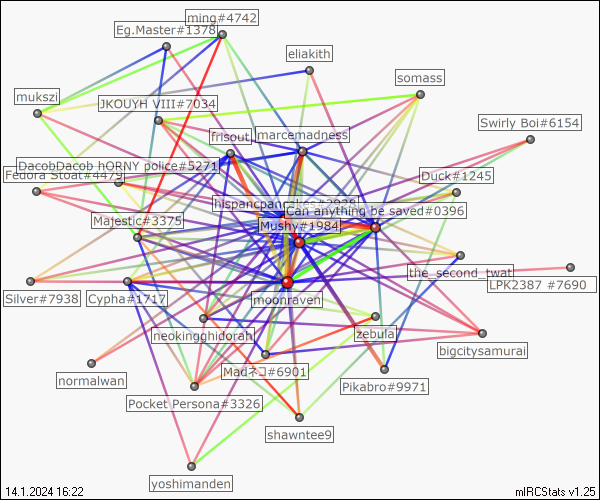 ming#4742
Eg.Master#1378
eliakith
somass
mukszi
JKOUYH VIII#7034
Swirly Boi#6154
frisout
marcemadness
DacobDacob hORNY police#5271
Fedora Stoat#4479
Duck#1245
hispancpancakes#2928
Can anything be saved#0396
Majestic#3375
Mushy#1984
the_second_twat
LPK2387 #7690
Silver#7938
Cypha#1717
moonraven
neokingghidorah
zebula
bigcitysamurai
normalwan
Madネコ#6901
Pikabro#9971
Pocket Persona#3326
shawntee9
yoshimanden
14.1.2024 16:22
mIRCStats v1.25